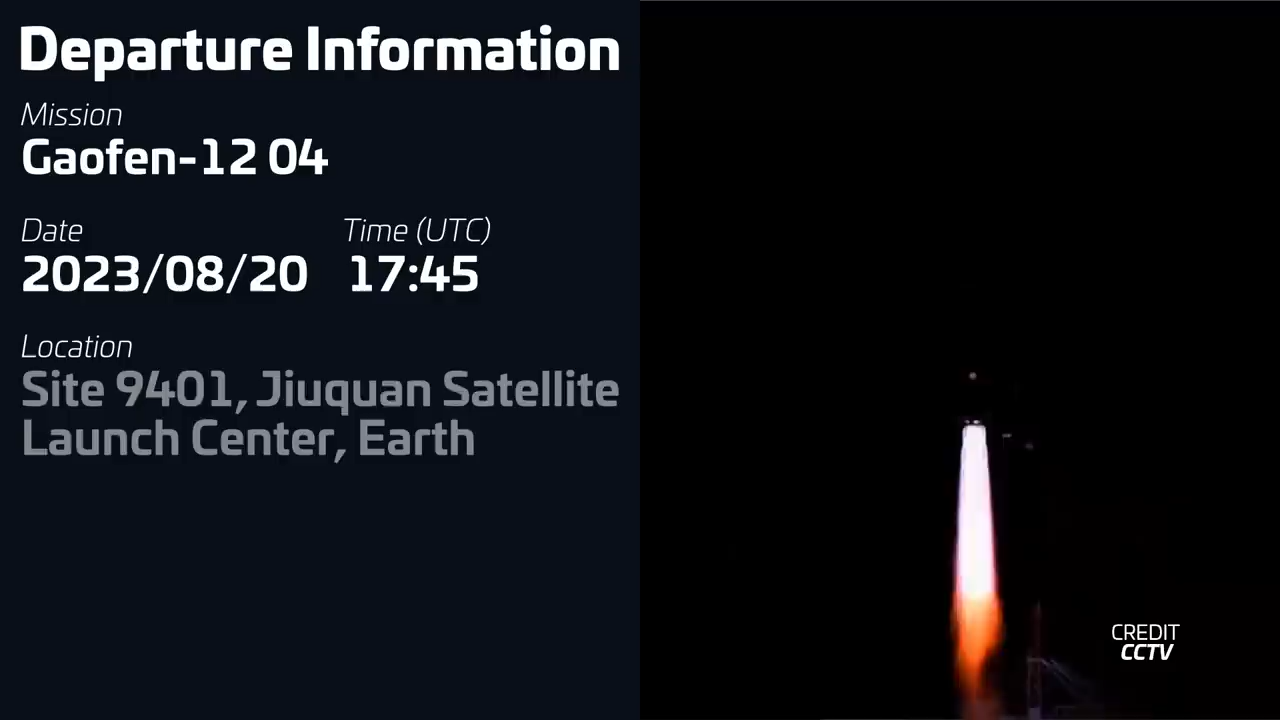 Departure Information
Mission
Gaofen-12 04
Date
Time (UTC)
2023/08/20
17:45
Location
Site 9401, Jiuquan Satellite
Launch Center, Earth
CREDIT
CCTV